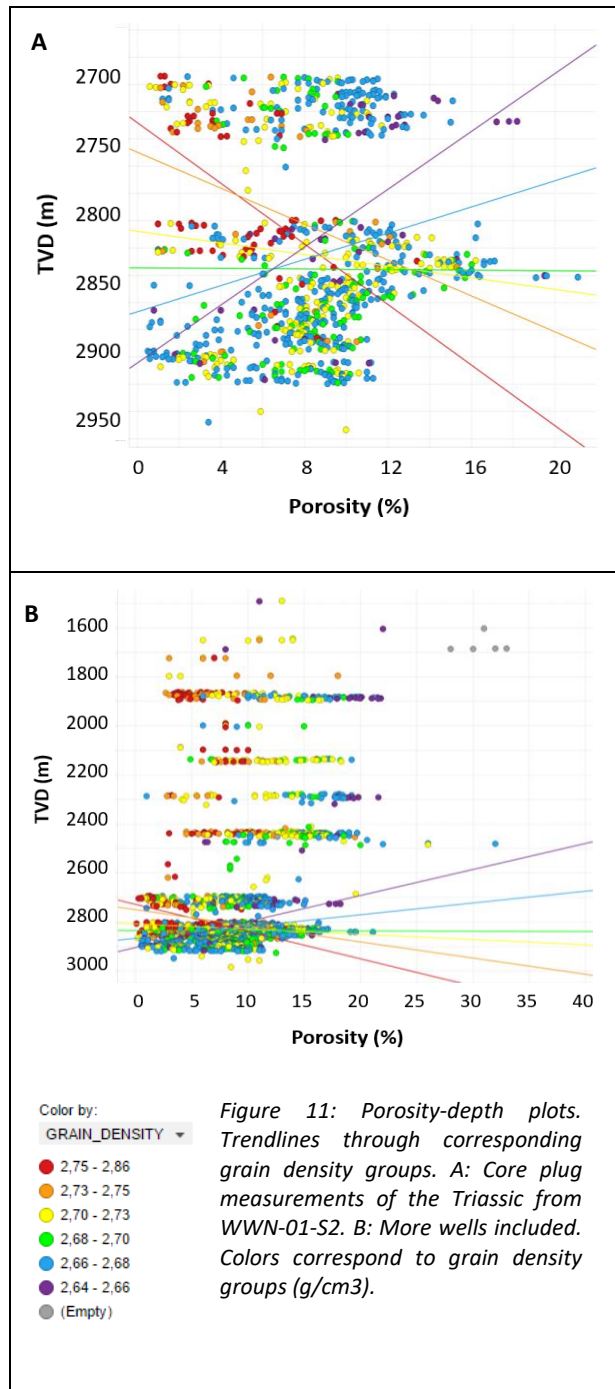 A
TVD (m)
2700
2750
2800
2850
2900
2950
0 4 8 12 16 20
Porosity (%)
B
TVD (m)
1600
1800
2000
2200
2400
2600
2800
3000
0 5 10 15 20 25 30 35 40
Porosity (%)
Color by:
GRAIN_DENSITY
2,75 - 2,86
2,73 - 2,75
2,70 - 2,73
2,68 - 2,70
2,66 - 2,68
2,64 - 2,66
(Empty)
Figure 11: Porosity-depth plots.
Trendlines through corresponding
grain density groups. A: Core plug
measurements of the Triassic from
WWN-01-S2. B: More wells included.
Colors correspond to grain density
groups (g/cm3).